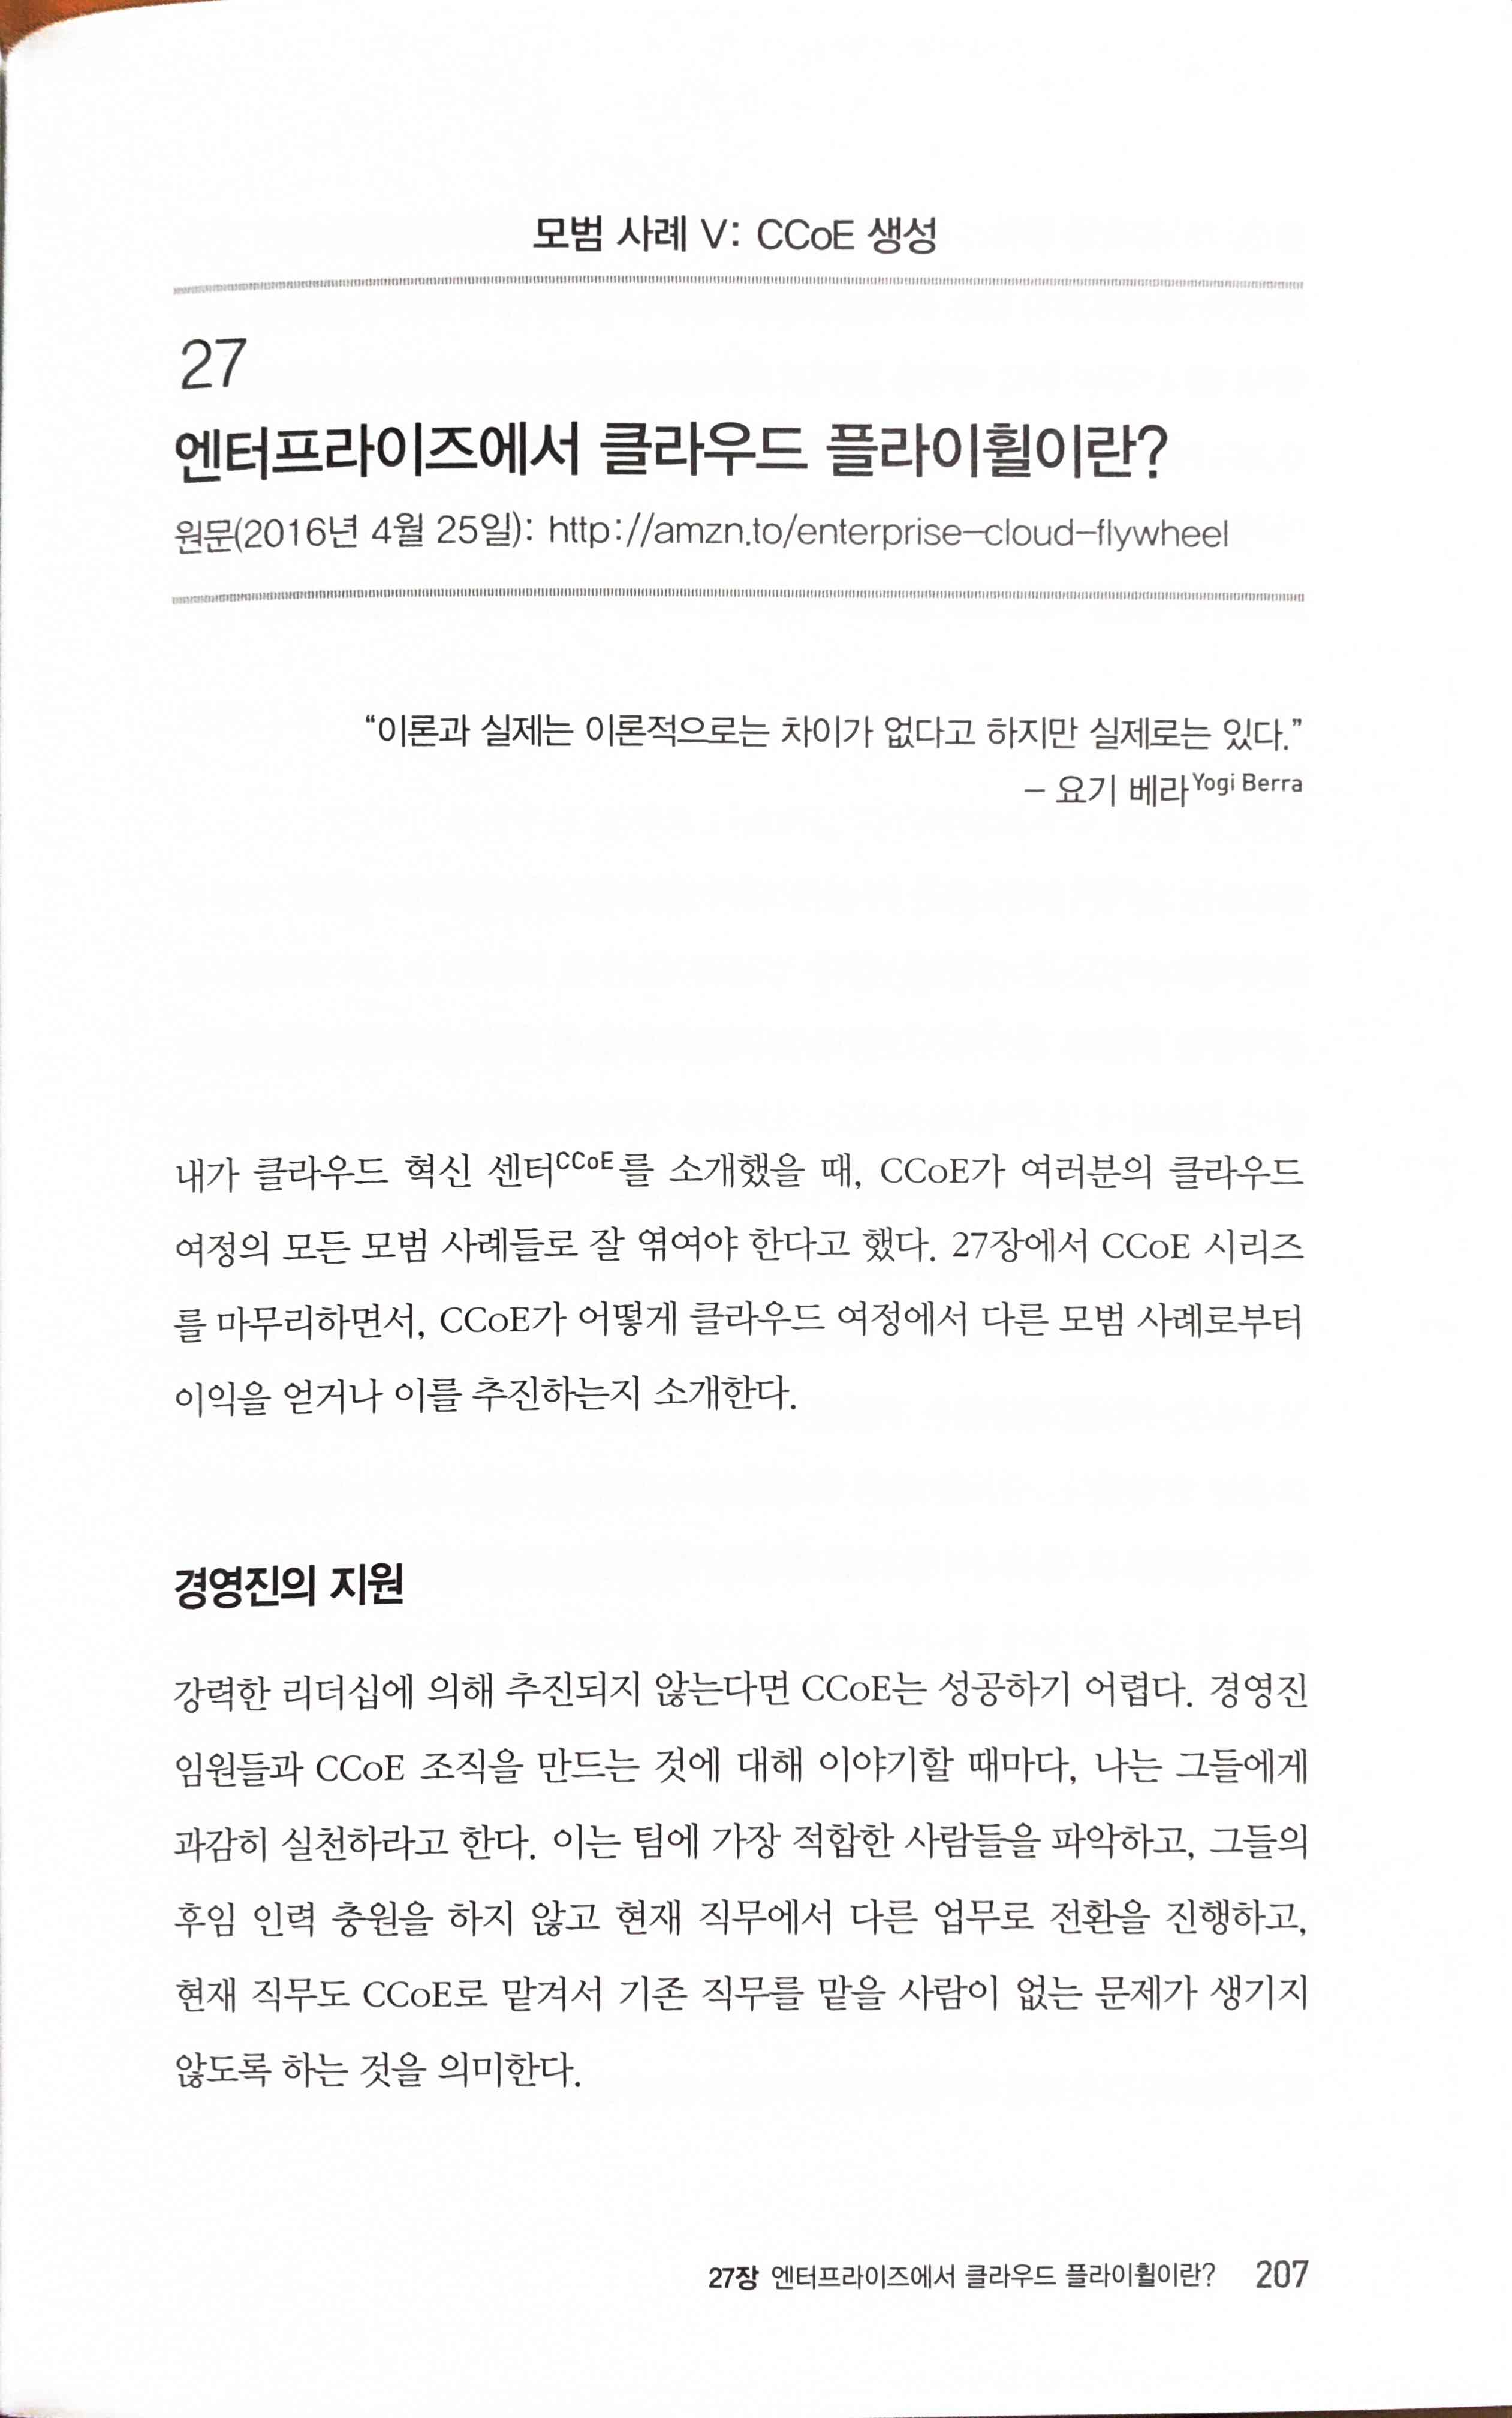 모범 사례 V: CCoE 생성
27
엔터프라이즈에서 클라우드 플라이휠이란?
원문(2016년 4월 25일): http://amzn.to/enterprise-cloud-flywheel
“이론과 실제는 이론적으로는 차이가 없다고 하지만 실제로는 있다.”
– 요기 베라Yogi Berra
내가 클라우드 혁신 센터CCoE를 소개했을 때, CCoE가 여러분의 클라우드
여정의 모든 모범 사례들로 잘 엮여야 한다고 했다. 27장에서 CCoE 시리즈
를 마무리하면서, CCoE가 어떻게 클라우드 여정에서 다른 모범 사례로부터
이익을 얻거나 이를 추진하는지 소개한다.
경영진의 지원
강력한 리더십에 의해 추진되지 않는다면 CCoE는 성공하기 어렵다. 경영진
임원들과 CCoE 조직을 만드는 것에 대해 이야기할 때마다, 나는 그들에게
과감히 실천하라고 한다. 이는 팀에 가장 적합한 사람들을 파악하고, 그들의
후임 인력 충원을 하지 않고 현재 직무에서 다른 업무로 전환을 진행하고,
현재 직무도 CCoE로 맡겨서 기존 직무를 맡을 사람이 없는 문제가 생기지
않도록 하는 것을 의미한다.
27장 엔터프라이즈에서 클라우드 플라이휠이란? 207